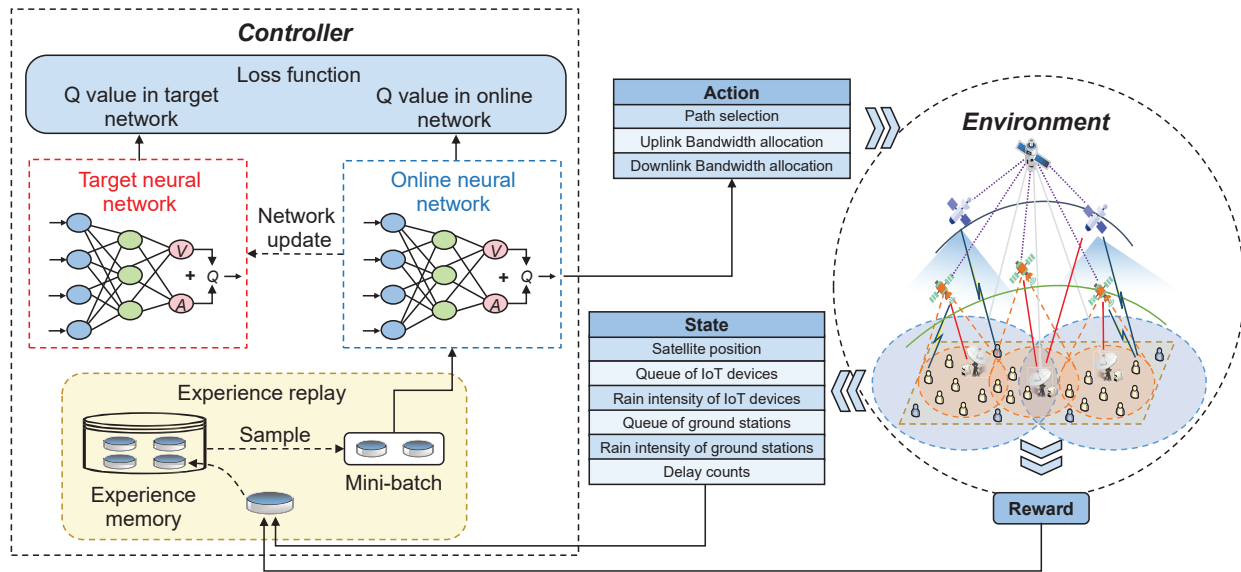 Controller
Loss function
Q value in target
network
Q value in online
network
Target neural
network
V
+
Q
A
Network
update
Online neural
network
V
+
Q
A
Experience replay
Sample
Experience
memory
Mini-batch
Action
Path selection
Uplink Bandwidth allocation
Downlink Bandwidth allocation
State
Satellite position
Queue of IoT devices
Rain intensity of IoT devices
Queue of ground stations
Rain intensity of ground stations
Delay counts
Environment
Reward